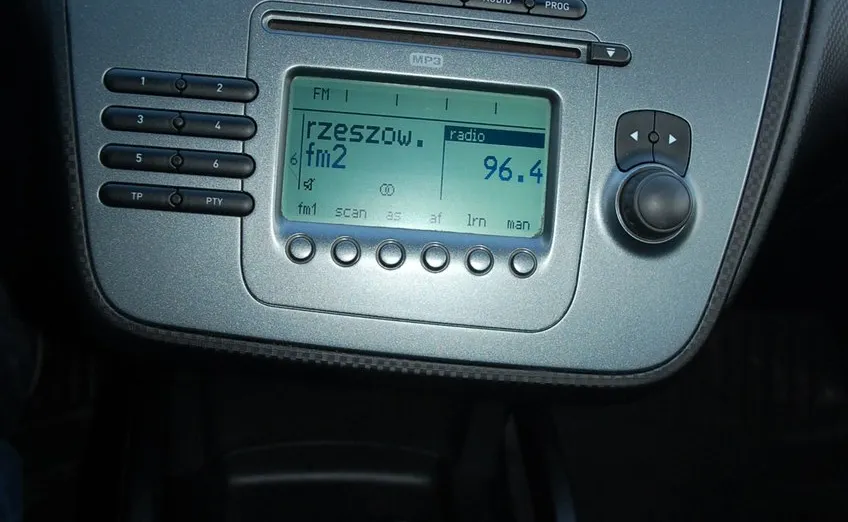 AUDIO PROG
MP3
1 2
3 4
5 6
TP PTY
FM
rzeszow. radio
6 fm2 96.4
fm1 scan as af lrn man